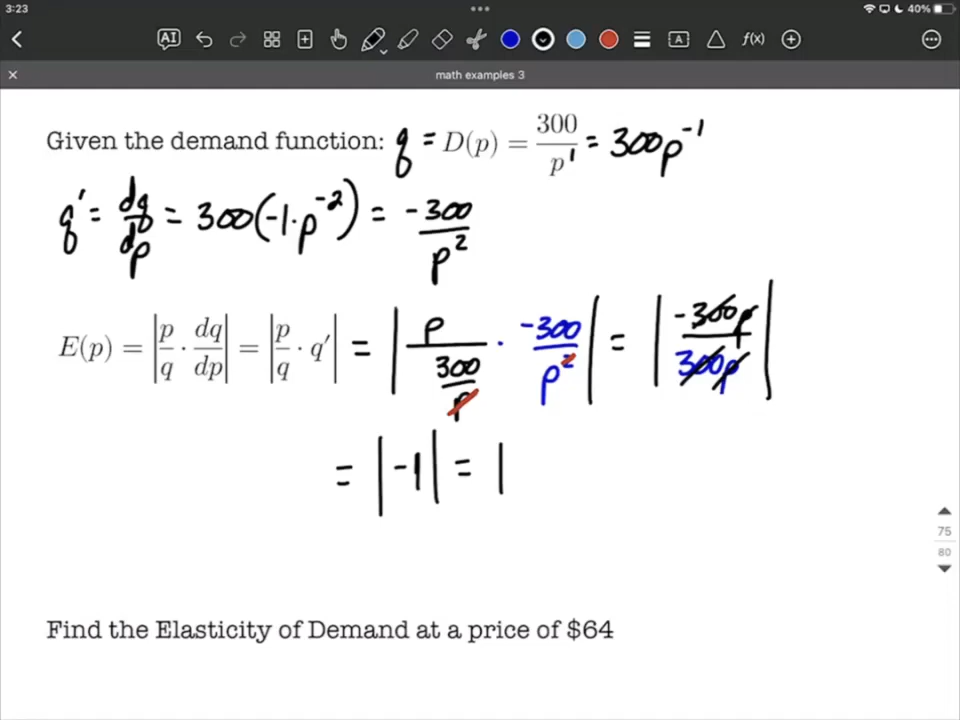 3:23
40%
AI A f(x)
× math examples 3
Given the demand function: q = D(p) = 300/p¹ = 300p⁻¹
q' = dq/dp = 300(-1·p⁻²) = -300/p²
E(p) = |p/q · dq/dp| = |p/q · q'| = |p/(300/p) · -300/p²| = |-300p/300p|
= |-1| = 1
75
80
Find the Elasticity of Demand at a price of $64